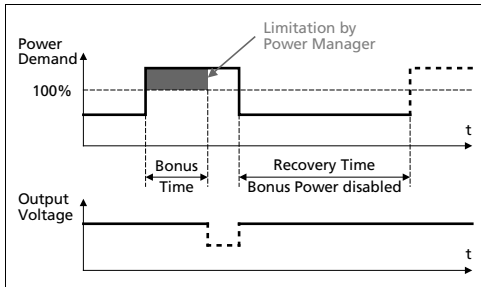 Limitation by
Power Manager
Power
Demand
100%
t
Bonus
Time
Recovery Time
Bonus Power disabled
Output
Voltage
t